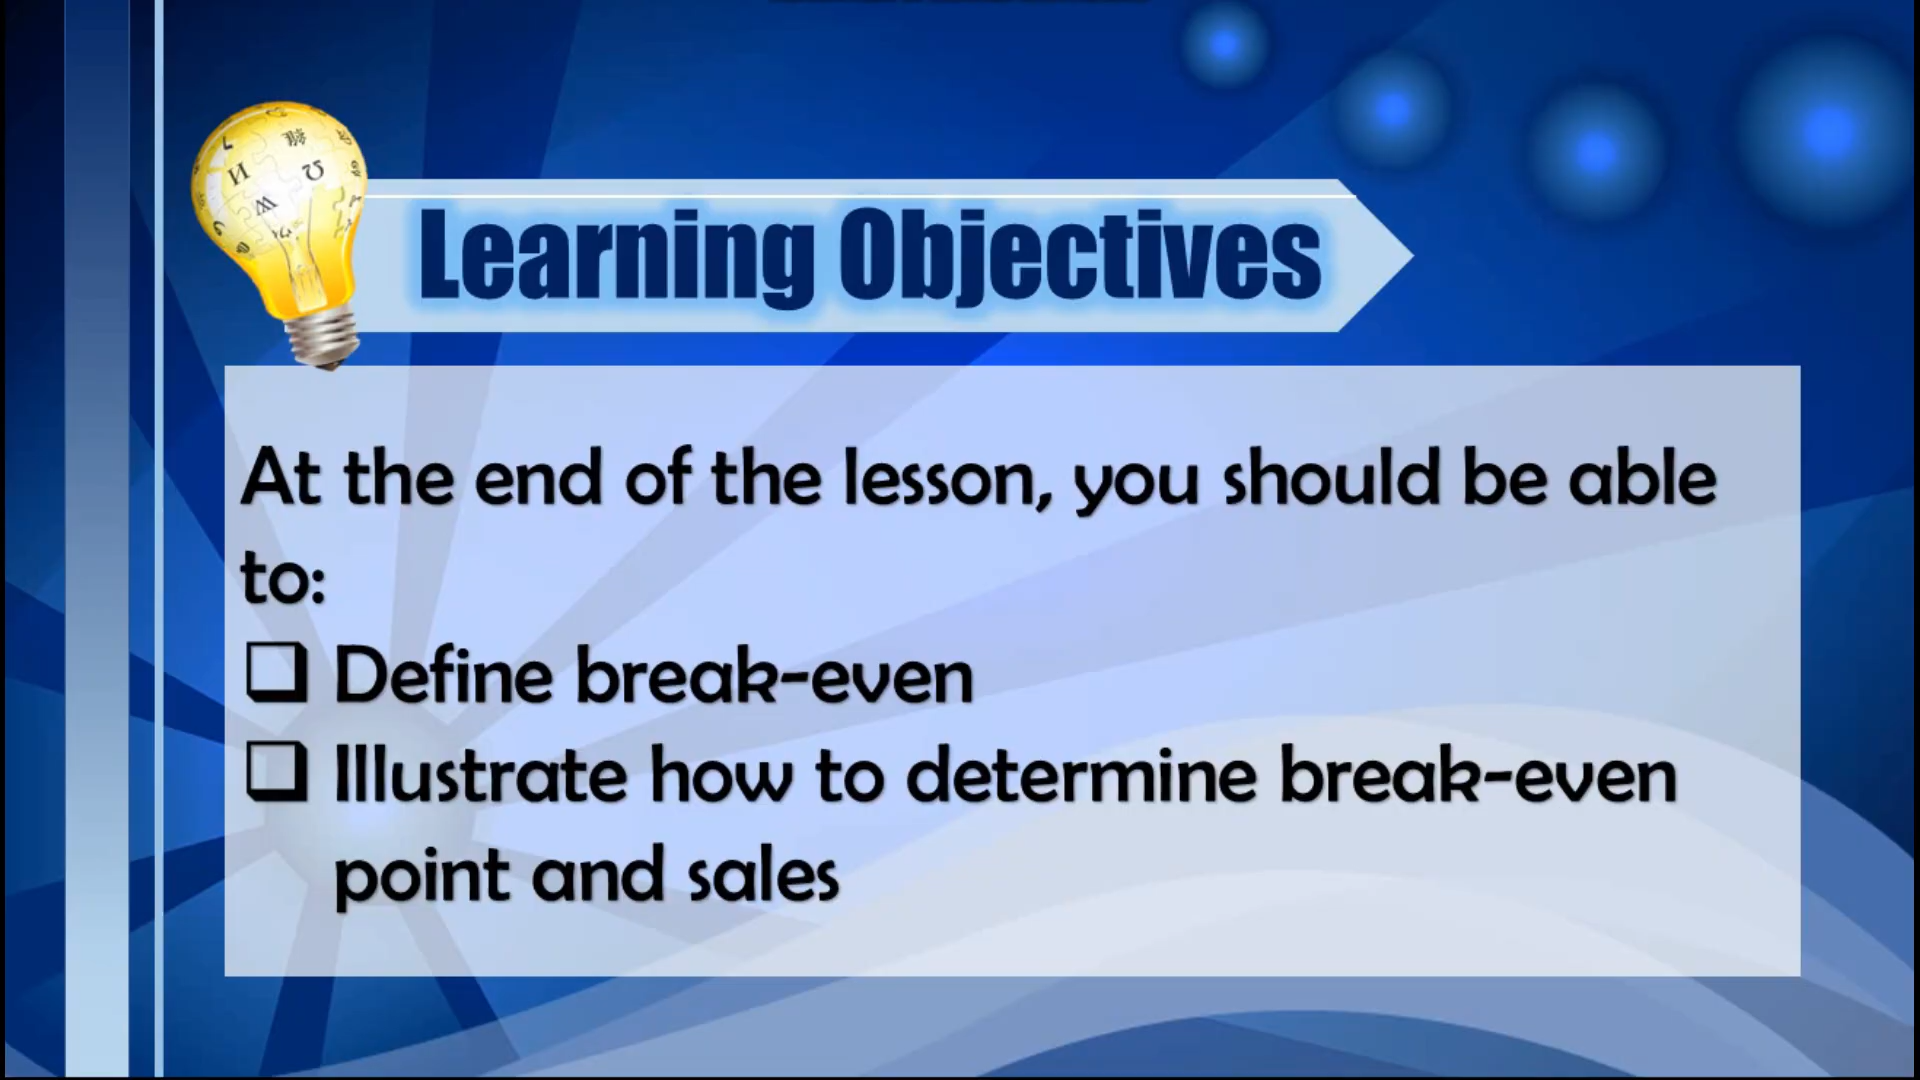 Learning Objectives
At the end of the lesson, you should be able
to:
❑ Define break-even
❑ Illustrate how to determine break-even
point and sales